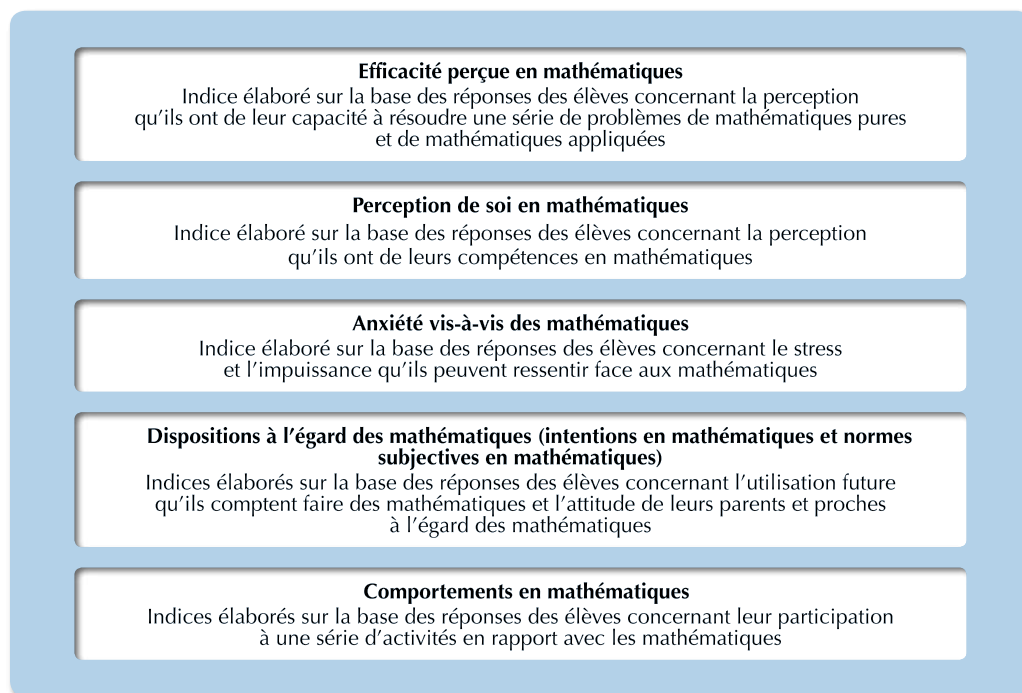 Efficacité perçue en mathématiques
Indice élaboré sur la base des réponses des élèves concernant la perception
qu'ils ont de leur capacité à résoudre une série de problèmes de mathématiques pures
et de mathématiques appliquées
Perception de soi en mathématiques
Indice élaboré sur la base des réponses des élèves concernant la perception
qu'ils ont de leurs compétences en mathématiques
Anxiété vis-à-vis des mathématiques
Indice élaboré sur la base des réponses des élèves concernant le stress
et l'impuissance qu'ils peuvent ressentir face aux mathématiques
Dispositions à l'égard des mathématiques (intentions en mathématiques et normes
subjectives en mathématiques)
Indices élaborés sur la base des réponses des élèves concernant l'utilisation future
qu'ils comptent faire des mathématiques et l'attitude de leurs parents et proches
à l'égard des mathématiques
Comportements en mathématiques
Indices élaborés sur la base des réponses des élèves concernant leur participation
à une série d'activités en rapport avec les mathématiques